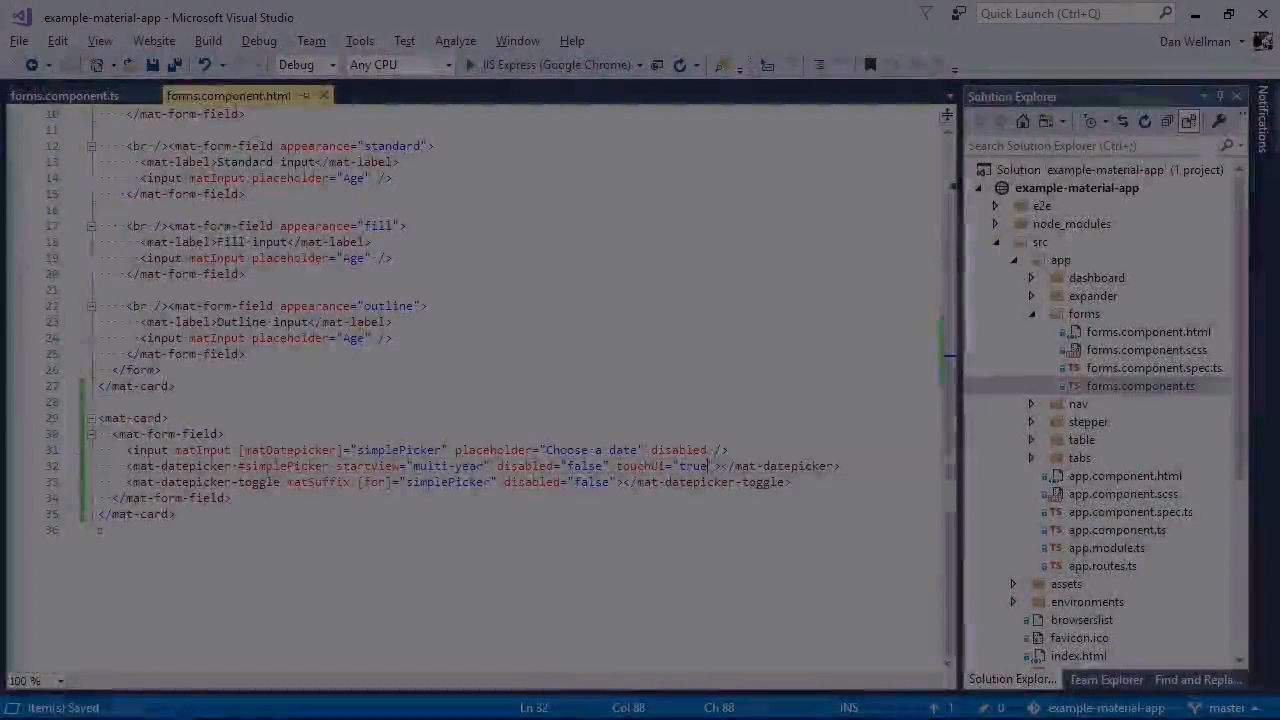 example-material-app - Microsoft Visual Studio
Quick Launch (Ctrl+Q)
File Edit View Website Build Debug Team Tools Test Analyze Window Help
Dan Wellman
Debug Any CPU IIS Express (Google Chrome)
forms.component.ts forms.component.html
10 </mat-form-field>
11
12 <br /><mat-form-field appearance="standard">
13 <mat-label>Standard input</mat-label>
14 <input matInput placeholder="Age" />
15 </mat-form-field>
16
17 <br /><mat-form-field appearance="fill">
18 <mat-label>Fill input</mat-label>
19 <input matInput placeholder="Age" />
20 </mat-form-field>
21
22 <br /><mat-form-field appearance="outline">
23 <mat-label>Outline input</mat-label>
24 <input matInput placeholder="Age" />
25 </mat-form-field>
26 </form>
27 </mat-card>
28
29 <mat-card>
30 <mat-form-field>
31 <input matInput [matDatepicker]="simplePicker" placeholder="Choose a date" disabled />
32 <mat-datepicker #simplePicker startView="multi-year" disabled="false" touchUi="true"></mat-datepicker>
33 <mat-datepicker-toggle matSuffix [for]="simplePicker" disabled="false"></mat-datepicker-toggle>
34 </mat-form-field>
35 </mat-card>
36
100 %
Solution Explorer
Search Solution Explorer (Ctrl+;)
Solution 'example-material-app' (1 project)
example-material-app
e2e
node_modules
src
app
dashboard
expander
forms
forms.component.html
forms.component.scss
TS forms.component.spec.ts
TS forms.component.ts
nav
stepper
table
tabs
app.component.html
app.component.scss
TS app.component.spec.ts
TS app.component.ts
TS app.module.ts
TS app.routes.ts
assets
environments
browserslist
favicon.ico
index.html
Solution Explor... Team Explorer Find and Repla...
Notifications
Item(s) Saved Ln 32 Col 88 Ch 88 INS 1 0 example-material-app master